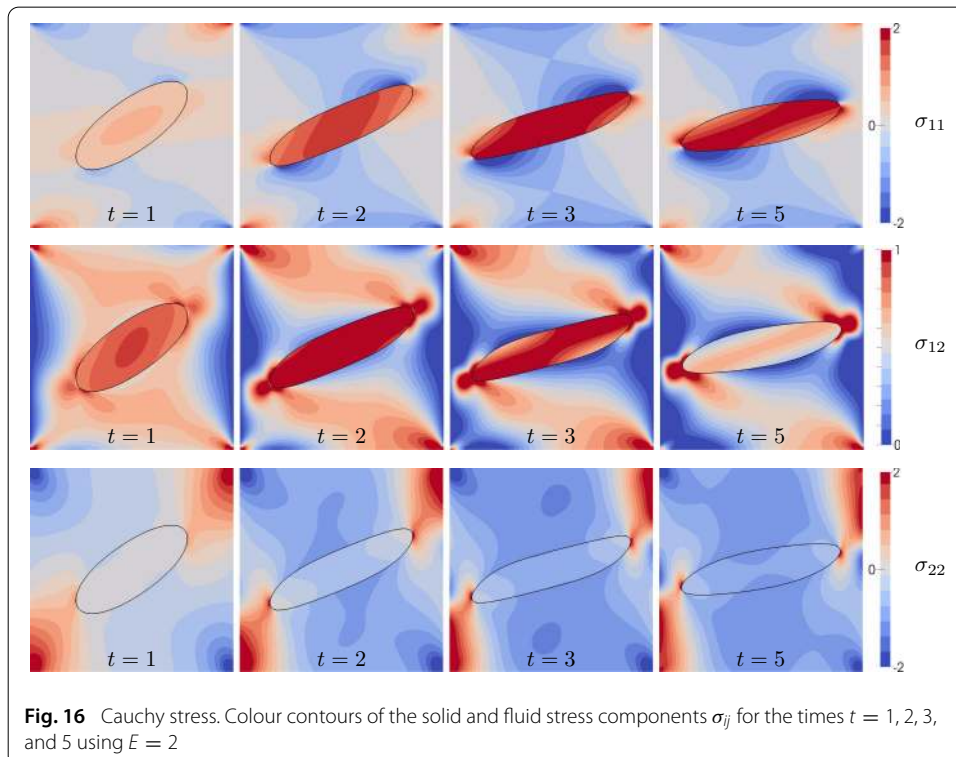 2
0
-2
σ11
t = 1 t = 2 t = 3 t = 5
1
0
σ12
t = 1 t = 2 t = 3 t = 5
2
0
-2
σ22
t = 1 t = 2 t = 3 t = 5
Fig. 16 Cauchy stress. Colour contours of the solid and fluid stress components σij for the times t = 1, 2, 3,
and 5 using E = 2